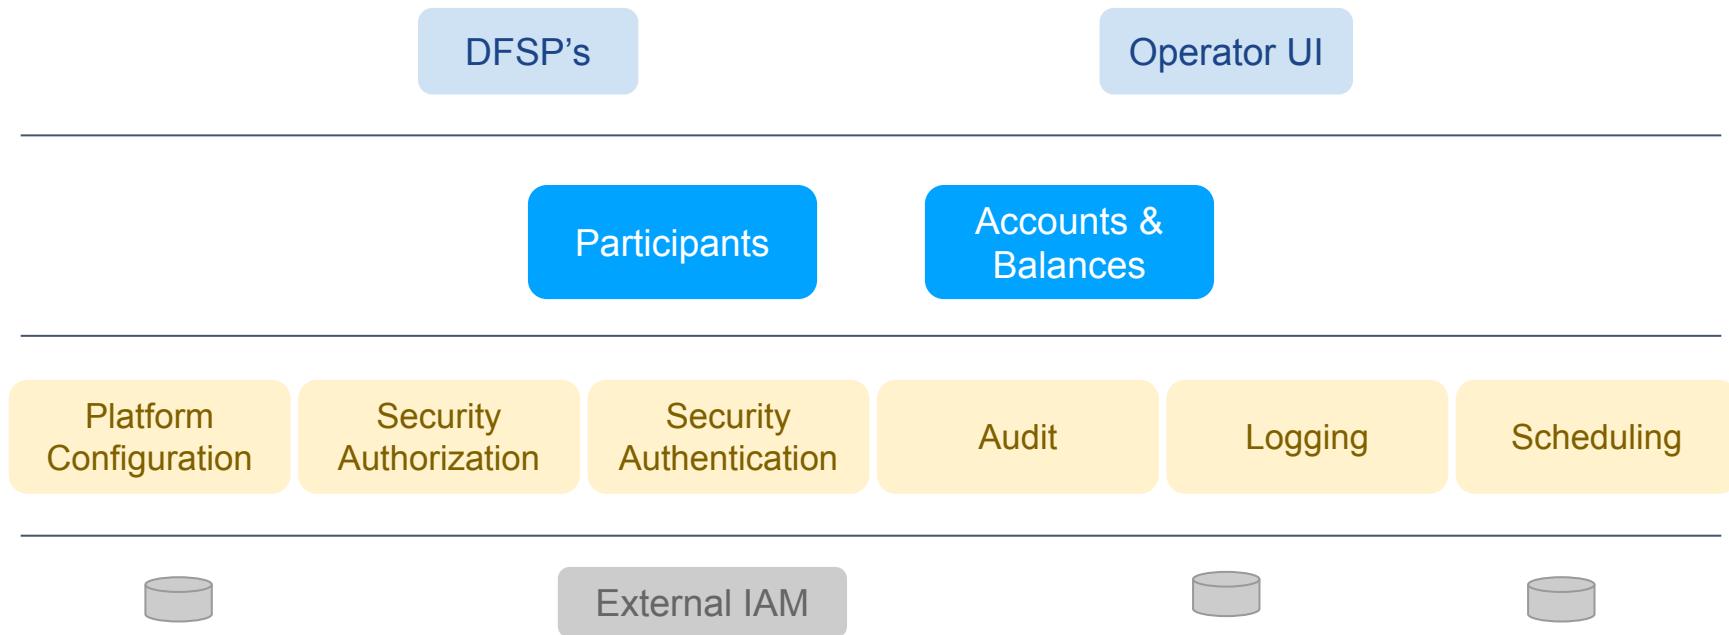 DFSP’s
Operator UI
Participants
Accounts &
Balances
Platform
Configuration
Security
Authorization
Security
Authentication
Audit
Logging
Scheduling
External IAM